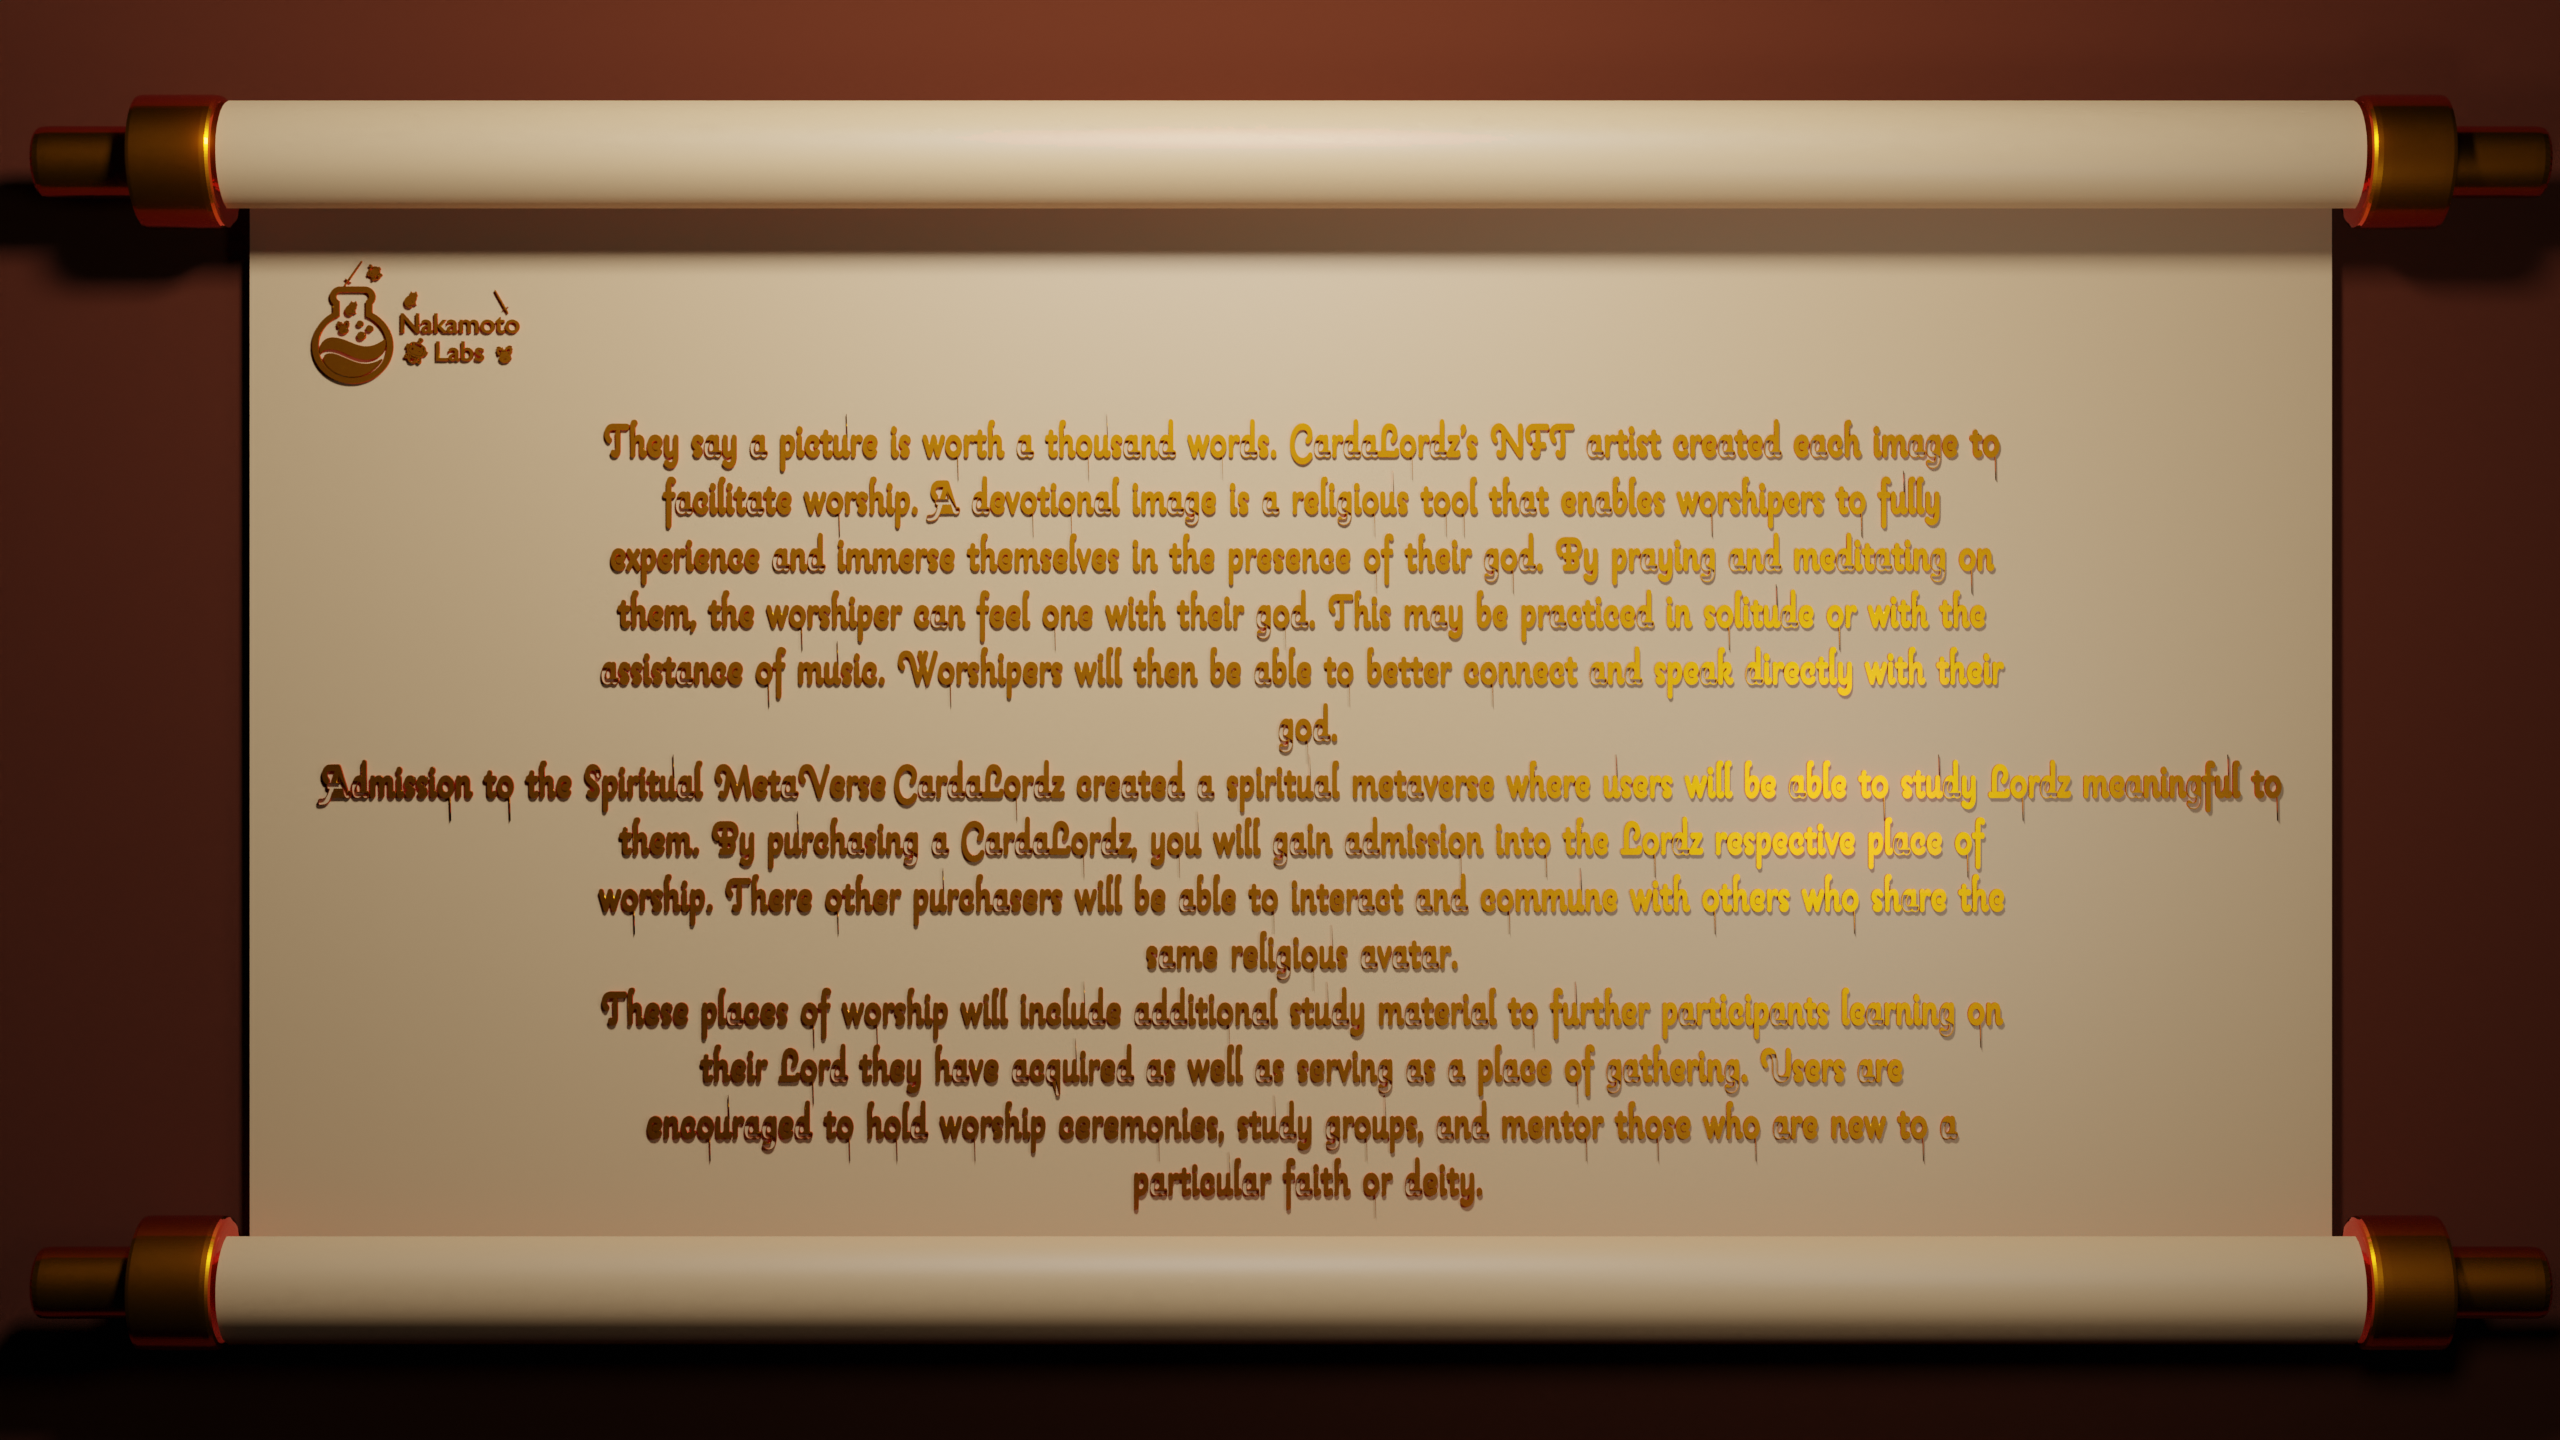 Nakamoto
Labs
They say a picture is worth a thousand words. CardaLordz's NFT artist created each image to
facilitate worship. A devotional image is a religious tool that enables worshipers to fully
experience and immerse themselves in the presence of their god. By praying and meditating on
them, the worshiper can feel one with their god. This may be practiced in solitude or with the
assistance of music. Worshipers will then be able to better connect and speak directly with their
god.
Admission to the Spiritual MetaVerse CardaLordz created a spiritual metaverse where users will be able to study Lordz meaningful to
them. By purchasing a CardaLordz, you will gain admission into the Lordz respective place of
worship. There other purchasers will be able to interact and commune with others who share the
same religious avatar.
These places of worship will include additional study material to further participants learning on
their Lord they have acquired as well as serving as a place of gathering. Users are
encouraged to hold worship ceremonies, study groups, and mentor those who are new to a
particular faith or deity.